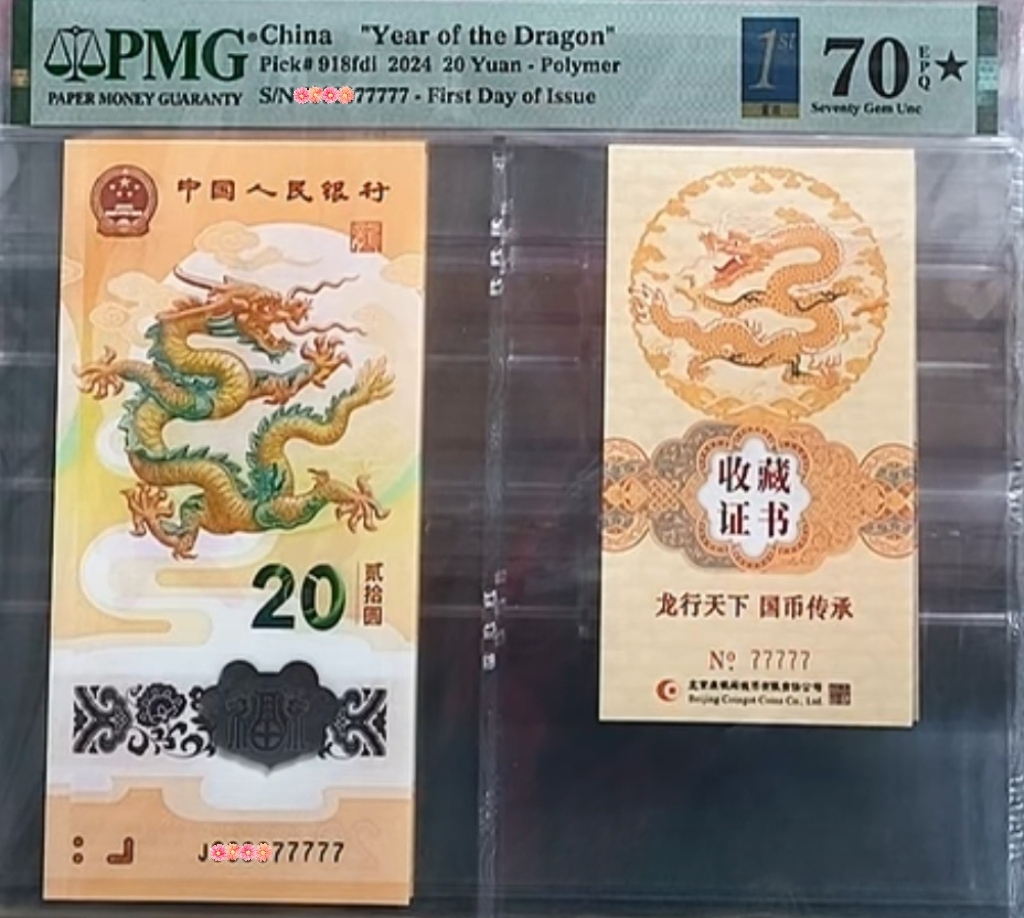 PMG
PAPER MONEY GUARANTY
China "Year of the Dragon"
Pick# 918fdi 2024 20 Yuan - Polymer
S/N 77777 - First Day of Issue
1st
70 EPQ ★
Seventy Gem Unc
中国人民银行
20 贰拾圆
J 77777
收藏
证书
龙行天下 国币传承
No. 77777
Beijing Coingot Coins Co., Ltd.